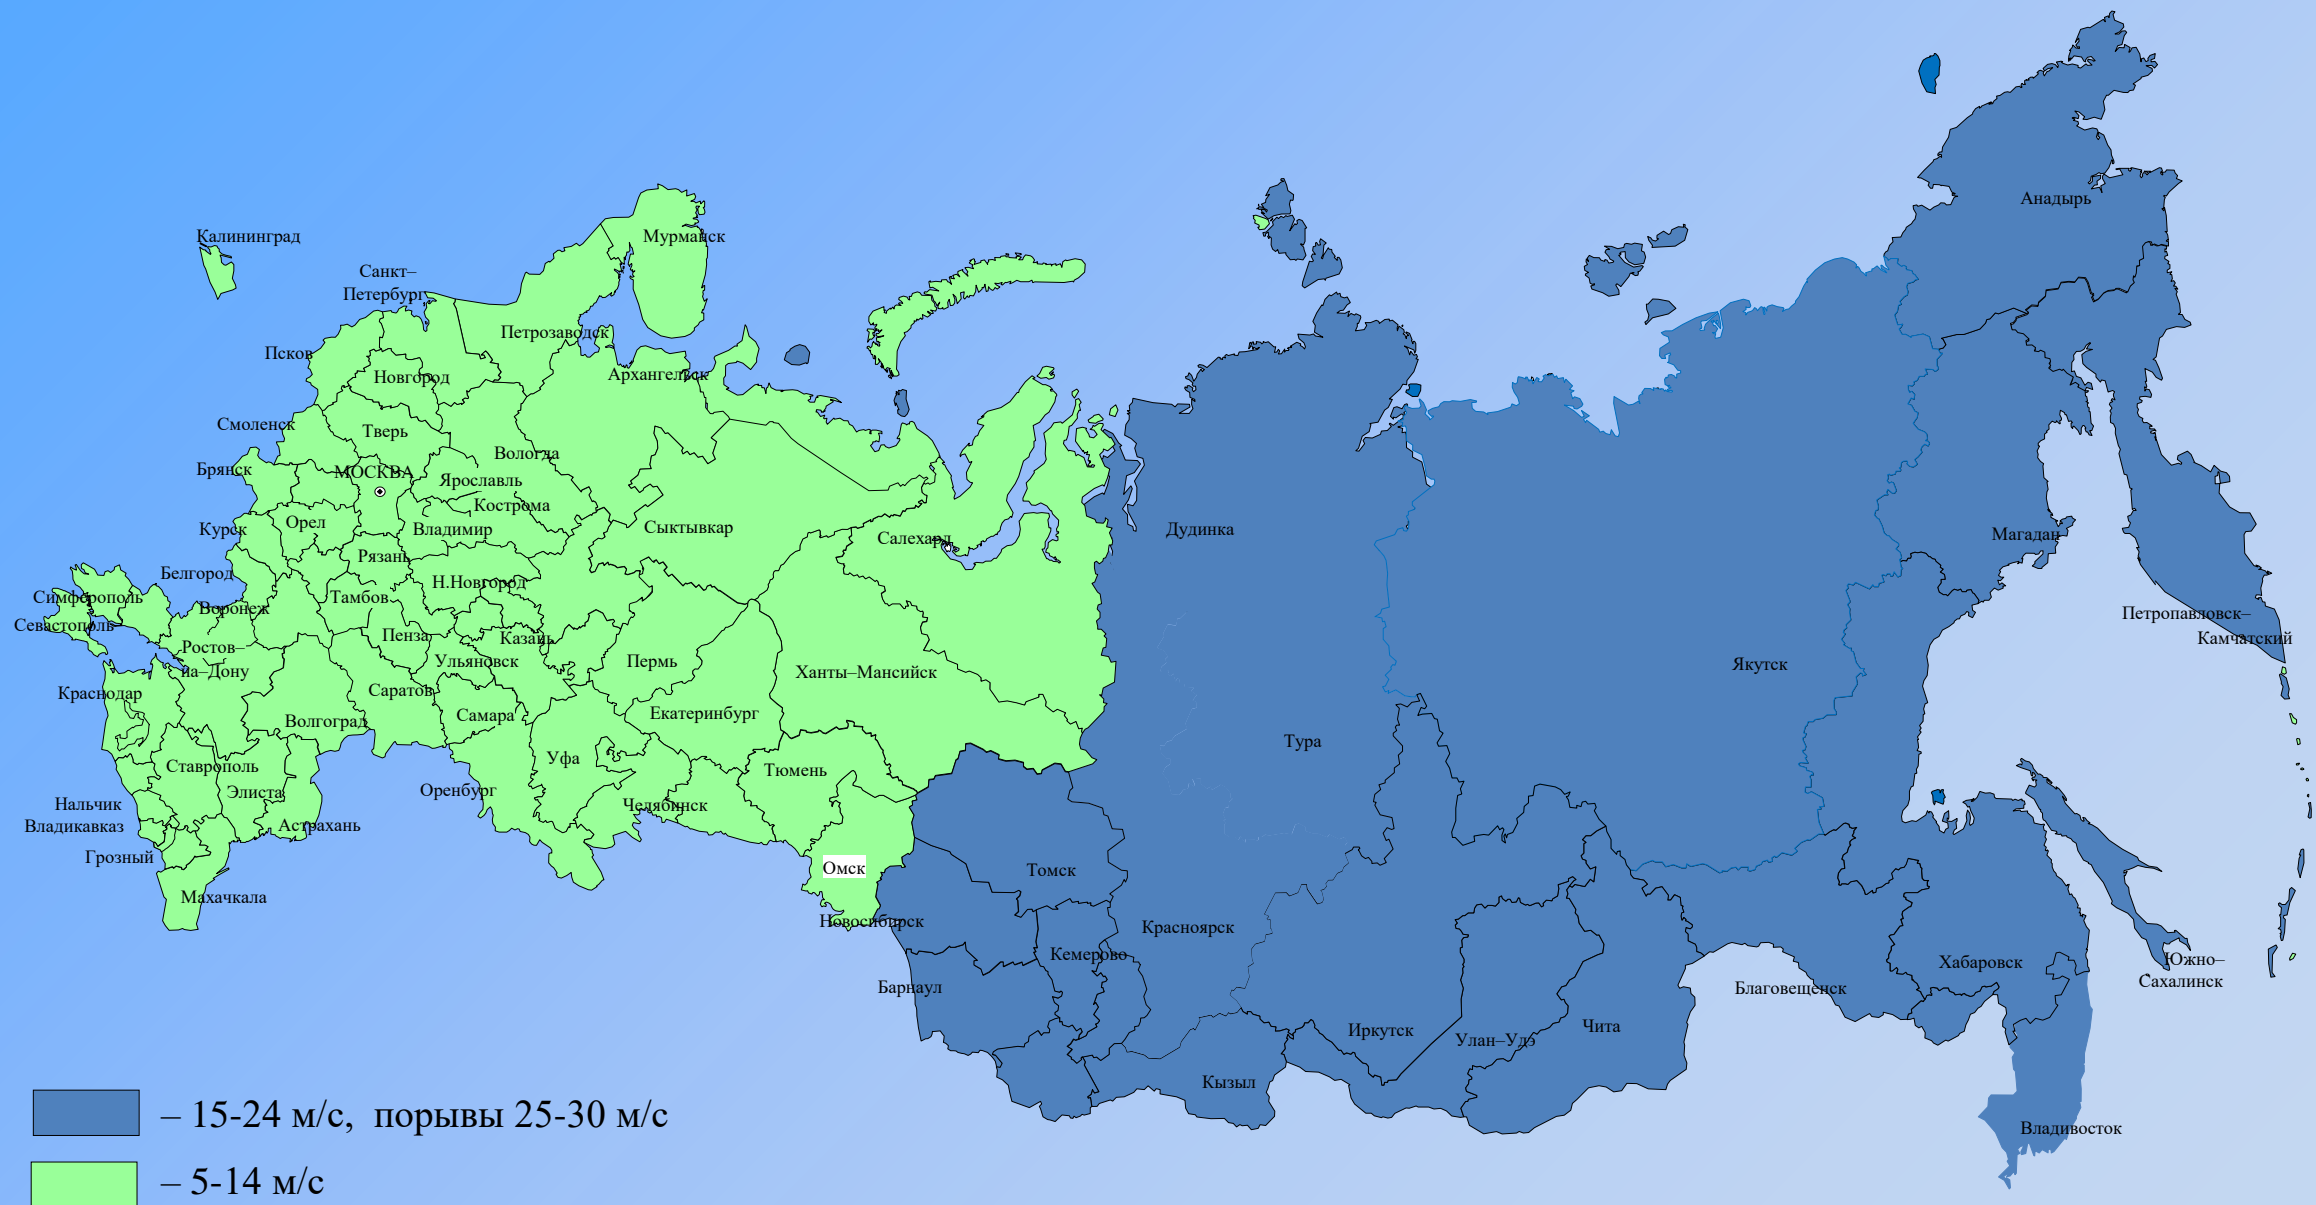 Анадырь
Калининград
Мурманск
Санкт–
Петербург
Петрозаводск
Псков
Новгород
Архангельск
Смоленск
Тверь
Вологда
Брянск
МОСКВА
Ярославль
Кострома
Курск
Орел
Владимир
Сыктывкар
Салехард
Дудинка
Магадан
Рязань
Белгород
Н.Новгород
Симферополь
Воронеж
Тамбов
Севастополь
Петропавловск–
Камчатский
Ростов–
на–Дону
Пенза
Казань
Ульяновск
Пермь
Ханты–Мансийск
Якутск
Краснодар
Саратов
Волгоград
Самара
Екатеринбург
Тура
Уфа
Ставрополь
Тюмень
Элиста
Оренбург
Челябинск
Нальчик
Владикавказ
Астрахань
Грозный
Омск
Томск
Махачкала
Новосибирск
Красноярск
Кемерово
Хабаровск
Южно–
Сахалинск
Барнаул
Благовещенск
Иркутск
Улан–Удэ
Чита
Кызыл
Владивосток
– 15-24 м/с, порывы 25-30 м/с
– 5-14 м/с